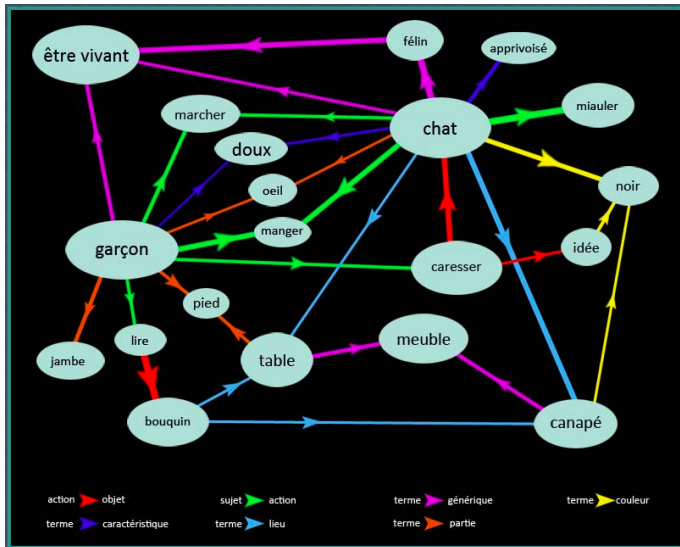 être vivant
félin
apprivoisé
miauler
marcher
chat
doux
oeil
noir
manger
garçon
idée
caresser
pied
lire
jambe
table
meuble
bouquin
canapé
action objet
sujet action
terme générique
terme couleur
terme caractéristique
terme lieu
terme partie